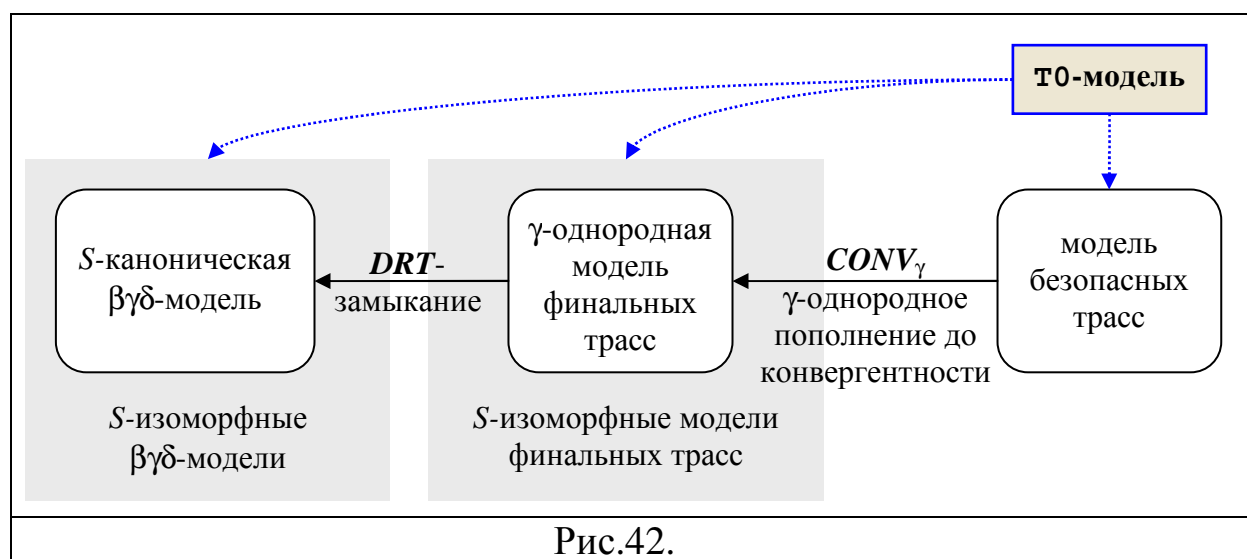 T0-модель
S-каноническая
βγδ-модель
DRT-
замыкание
γ-однородная
модель
финальных
трасс
CONVγ
γ-однородное
пополнение до
конвергентности
модель
безопасных
трасс
S-изоморфные
βγδ-модели
S-изоморфные модели
финальных трасс
Рис.42.